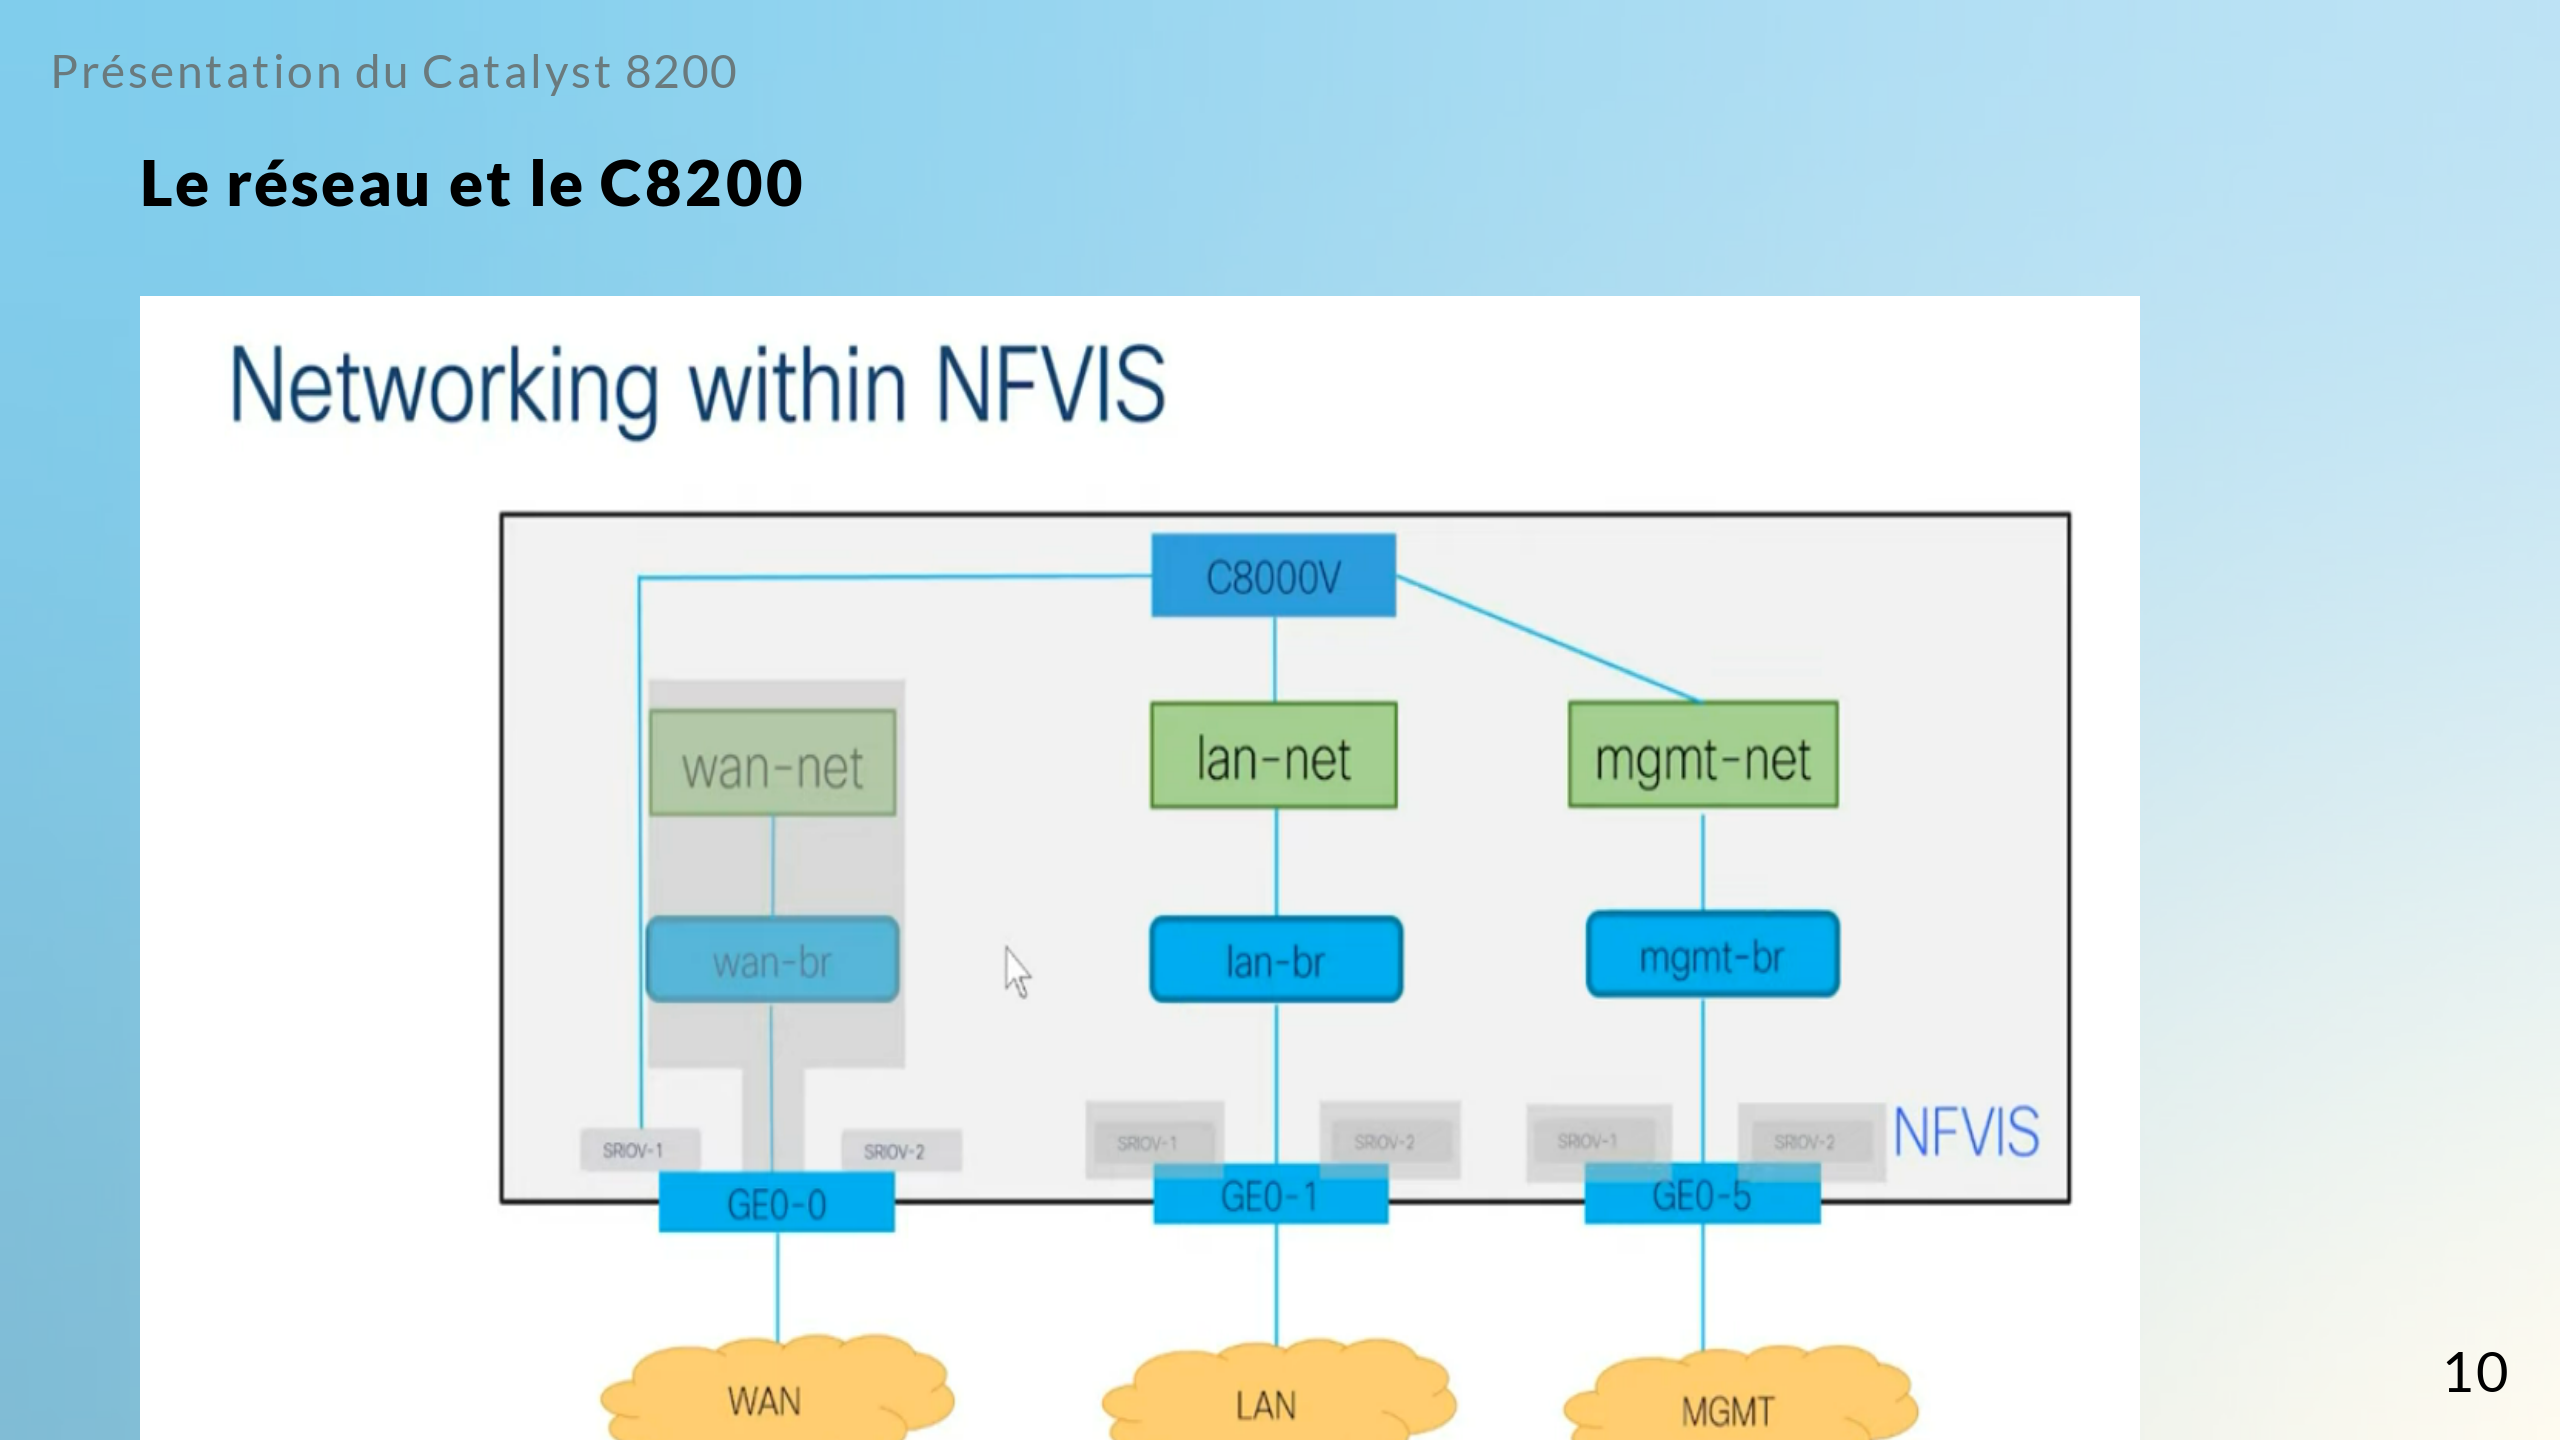 Présentation du Catalyst 8200
Le réseau et le C8200
Networking within NFVIS
C8000V
wan-net
lan-net
mgmt-net
wan-br
lan-br
mgmt-br
SRIOV-1
SRIOV-2
SRIOV-1
SRIOV-2
SRIOV-1
SRIOV-2
NFVIS
GE0-0
GE0-1
GE0-5
WAN
LAN
MGMT
10